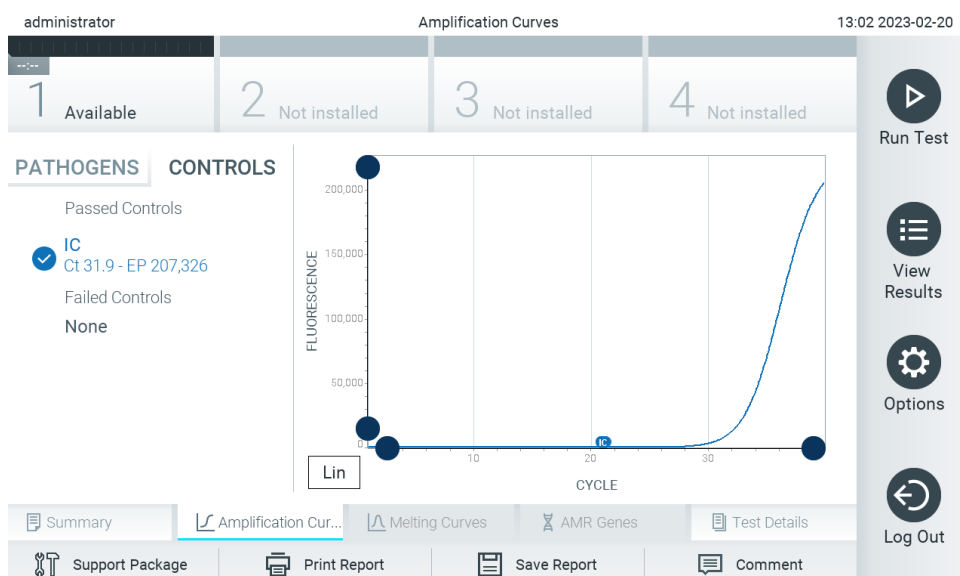 administrator
Amplification Curves
13:02 2023-02-20
--:--
1 Available
2 Not installed
3 Not installed
4 Not installed
Run Test
View
Results
Options
Log Out
PATHOGENS
CONTROLS
Passed Controls
IC
Ct 31.9 - EP 207,326
Failed Controls
None
FLUORESCENCE
200,000
150,000
100,000
50,000
0
IC
10
20
30
CYCLE
Lin
Summary
Amplification Cur...
Melting Curves
AMR Genes
Test Details
Support Package
Print Report
Save Report
Comment